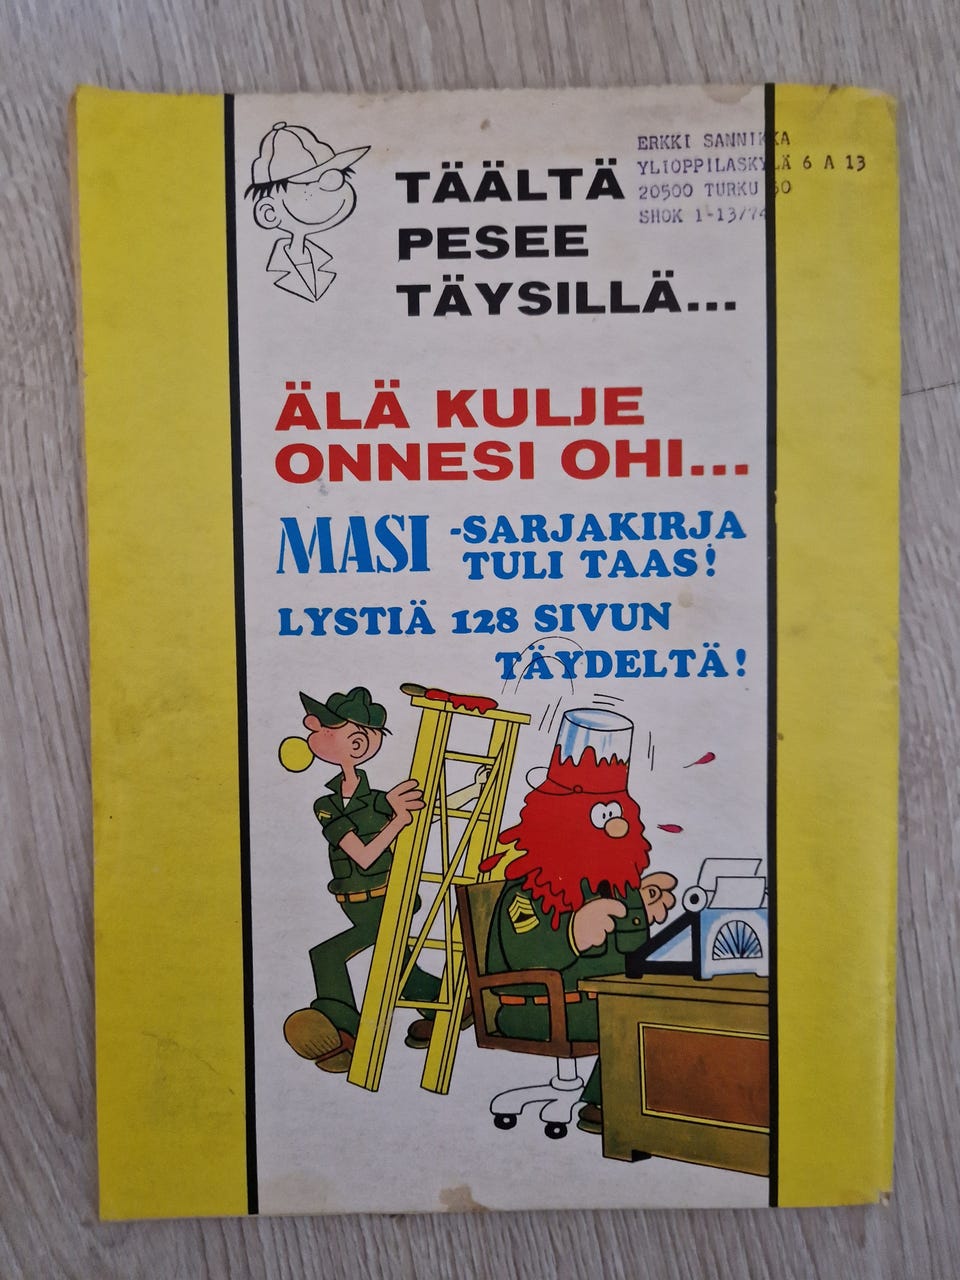 ERKKI SANNIKKA
YLIOPPILASKYLÄ 6 A 13
20500 TURKU 50
SHOK 1-13/74
TÄÄLTÄ
PESEE
TÄYSILLÄ...
ÄLÄ KULJE
ONNESI OHI...
MASI -SARJAKIRJA
TULI TAAS!
LYSTIÄ 128 SIVUN
TÄYDELTÄ!